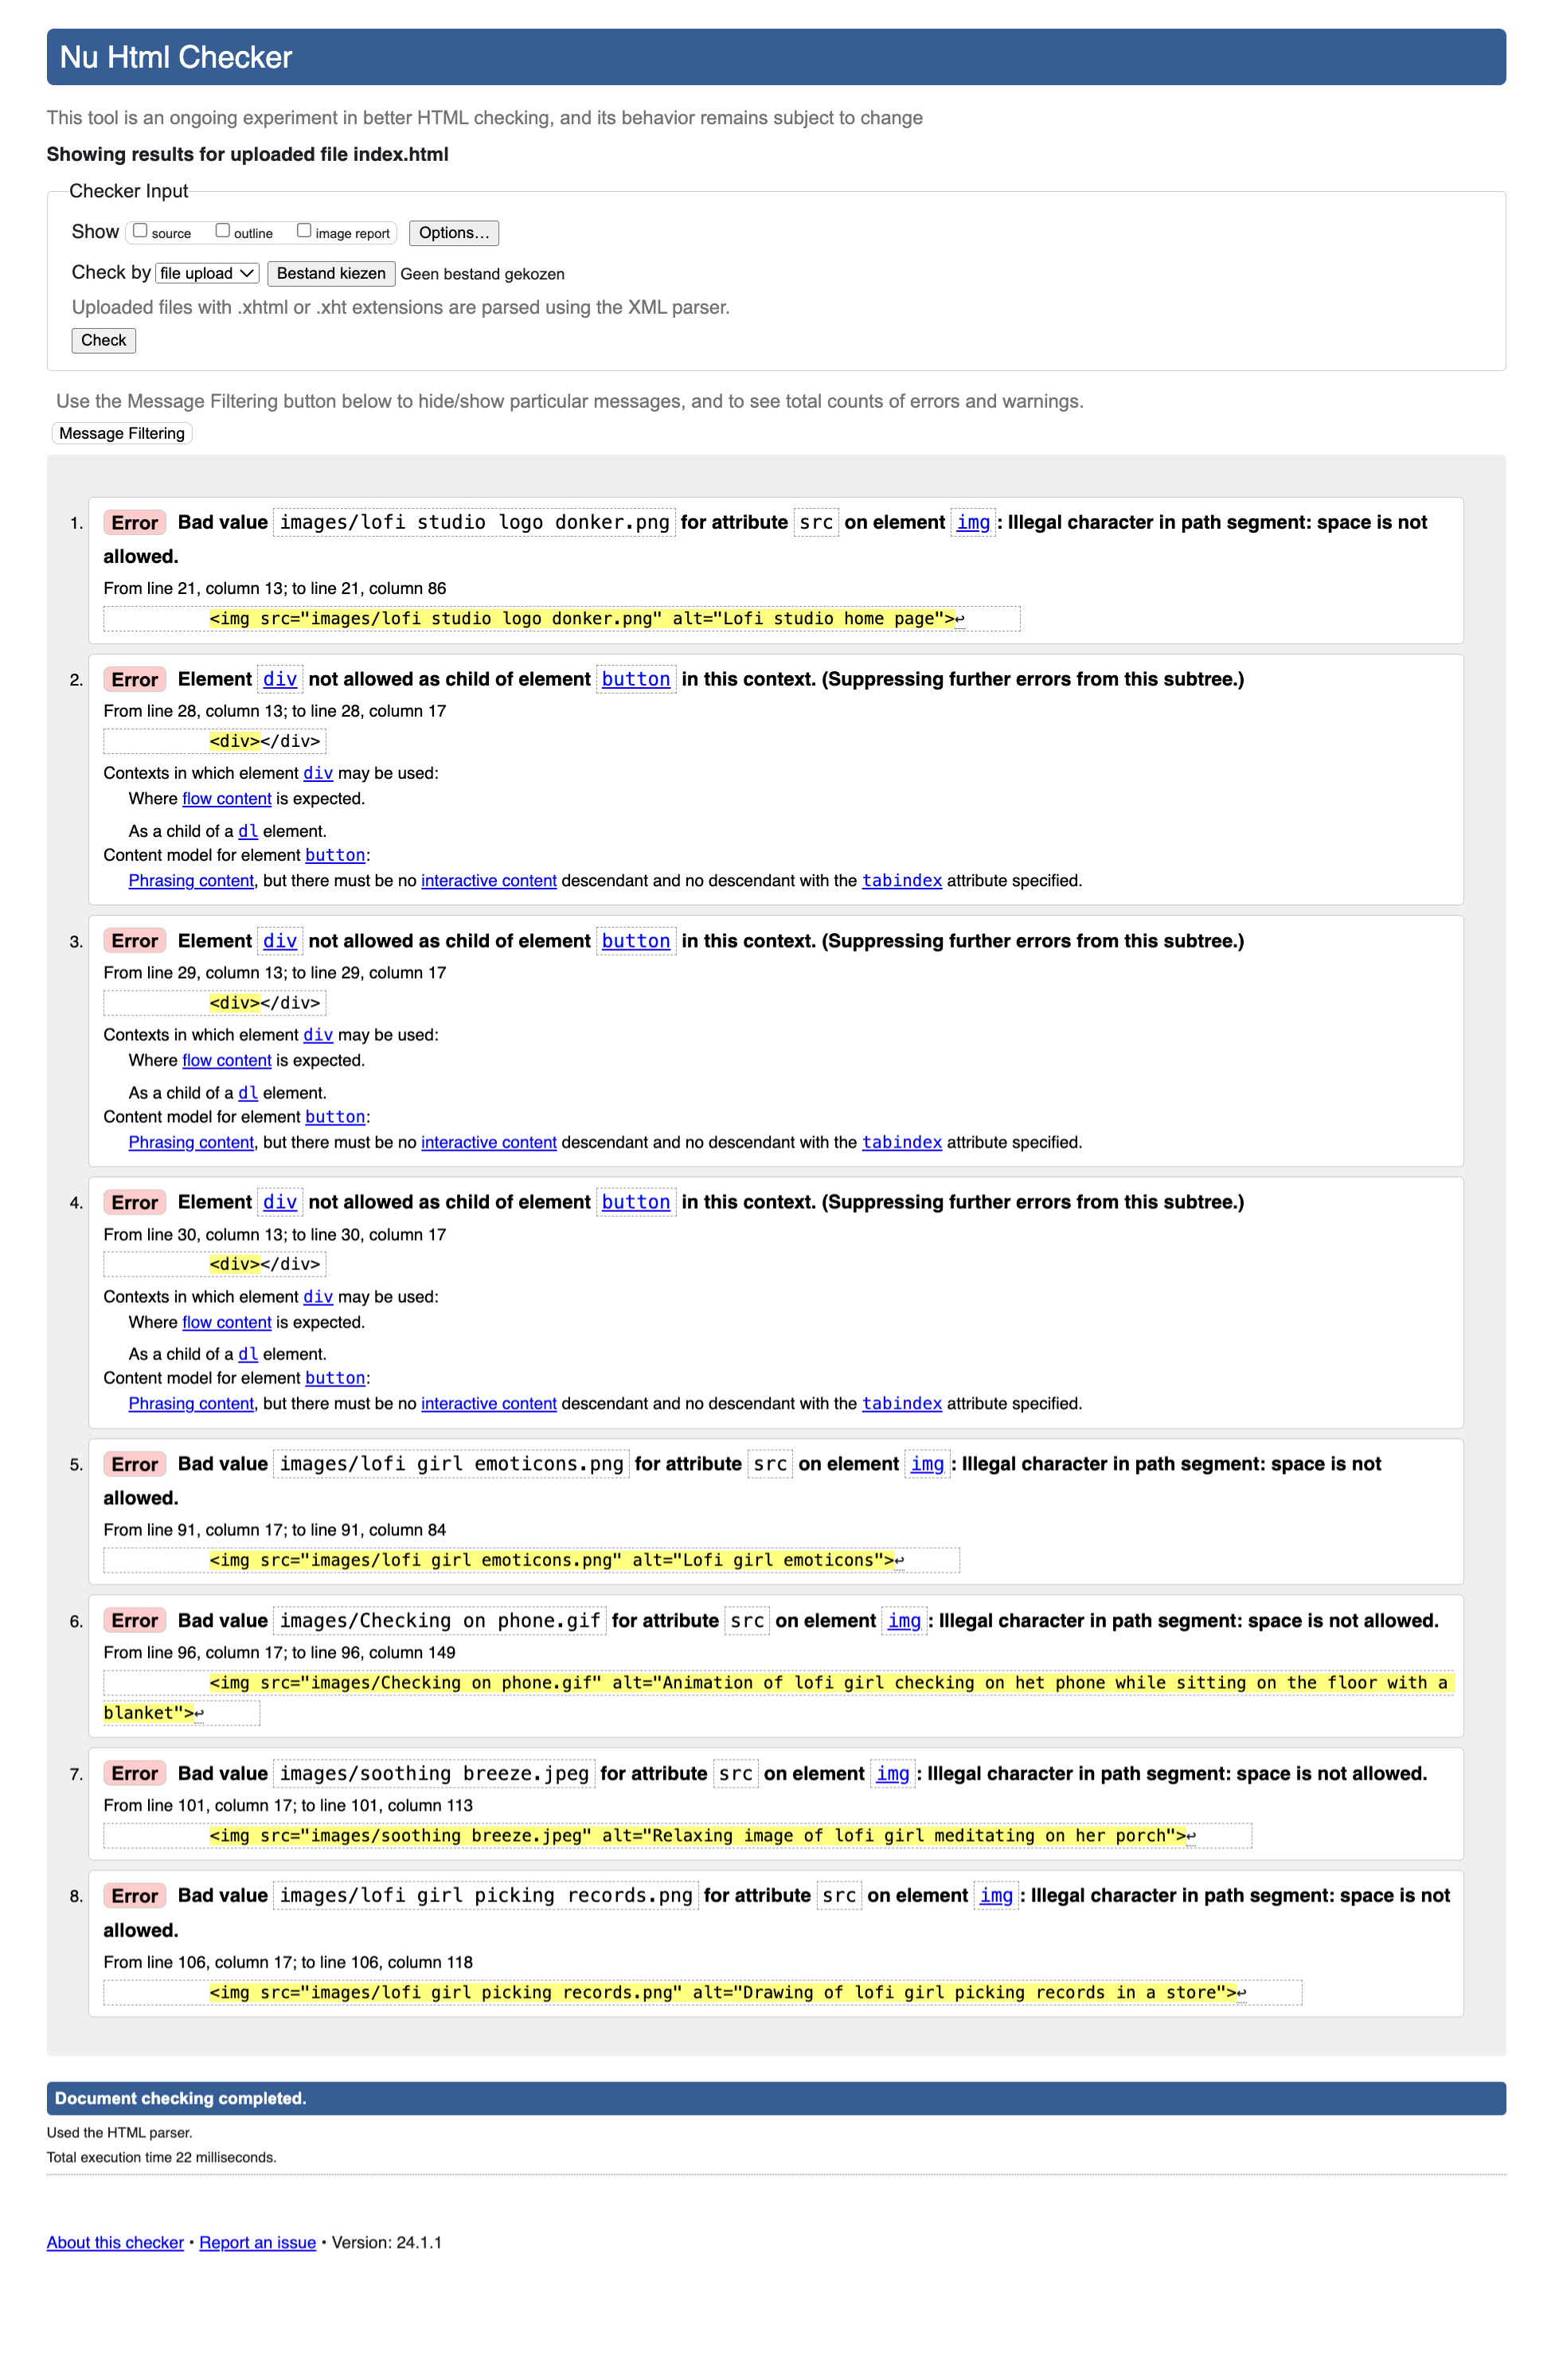 Nu Html Checker
This tool is an ongoing experiment in better HTML checking, and its behavior remains subject to change
Showing results for uploaded file index.html
Checker Input
Show source outline image report Options...
Check by file upload Bestand kiezen Geen bestand gekozen
Uploaded files with .xhtml or .xht extensions are parsed using the XML parser.
Check
Use the Message Filtering button below to hide/show particular messages, and to see total counts of errors and warnings.
Message Filtering
1. Error Bad value images/lofi studio logo donker.png for attribute src on element img: Illegal character in path segment: space is not
allowed.
From line 21, column 13; to line 21, column 86
<img src="images/lofi studio logo donker.png" alt="Lofi studio home page">↩
2. Error Element div not allowed as child of element button in this context. (Suppressing further errors from this subtree.)
From line 28, column 13; to line 28, column 17
<div></div>
Contexts in which element div may be used:
Where flow content is expected.
As a child of a dl element.
Content model for element button:
Phrasing content, but there must be no interactive content descendant and no descendant with the tabindex attribute specified.
3. Error Element div not allowed as child of element button in this context. (Suppressing further errors from this subtree.)
From line 29, column 13; to line 29, column 17
<div></div>
Contexts in which element div may be used:
Where flow content is expected.
As a child of a dl element.
Content model for element button:
Phrasing content, but there must be no interactive content descendant and no descendant with the tabindex attribute specified.
4. Error Element div not allowed as child of element button in this context. (Suppressing further errors from this subtree.)
From line 30, column 13; to line 30, column 17
<div></div>
Contexts in which element div may be used:
Where flow content is expected.
As a child of a dl element.
Content model for element button:
Phrasing content, but there must be no interactive content descendant and no descendant with the tabindex attribute specified.
5. Error Bad value images/lofi girl emoticons.png for attribute src on element img: Illegal character in path segment: space is not
allowed.
From line 91, column 17; to line 91, column 84
<img src="images/lofi girl emoticons.png" alt="Lofi girl emoticons">↩
6. Error Bad value images/Checking on phone.gif for attribute src on element img: Illegal character in path segment: space is not allowed.
From line 96, column 17; to line 96, column 149
<img src="images/Checking on phone.gif" alt="Animation of lofi girl checking on het phone while sitting on the floor with a
blanket">↩
7. Error Bad value images/soothing breeze.jpeg for attribute src on element img: Illegal character in path segment: space is not allowed.
From line 101, column 17; to line 101, column 113
<img src="images/soothing breeze.jpeg" alt="Relaxing image of lofi girl meditating on her porch">↩
8. Error Bad value images/lofi girl picking records.png for attribute src on element img: Illegal character in path segment: space is not
allowed.
From line 106, column 17; to line 106, column 118
<img src="images/lofi girl picking records.png" alt="Drawing of lofi girl picking records in a store">↩
Document checking completed.
Used the HTML parser.
Total execution time 22 milliseconds.
About this checker • Report an issue • Version: 24.1.1